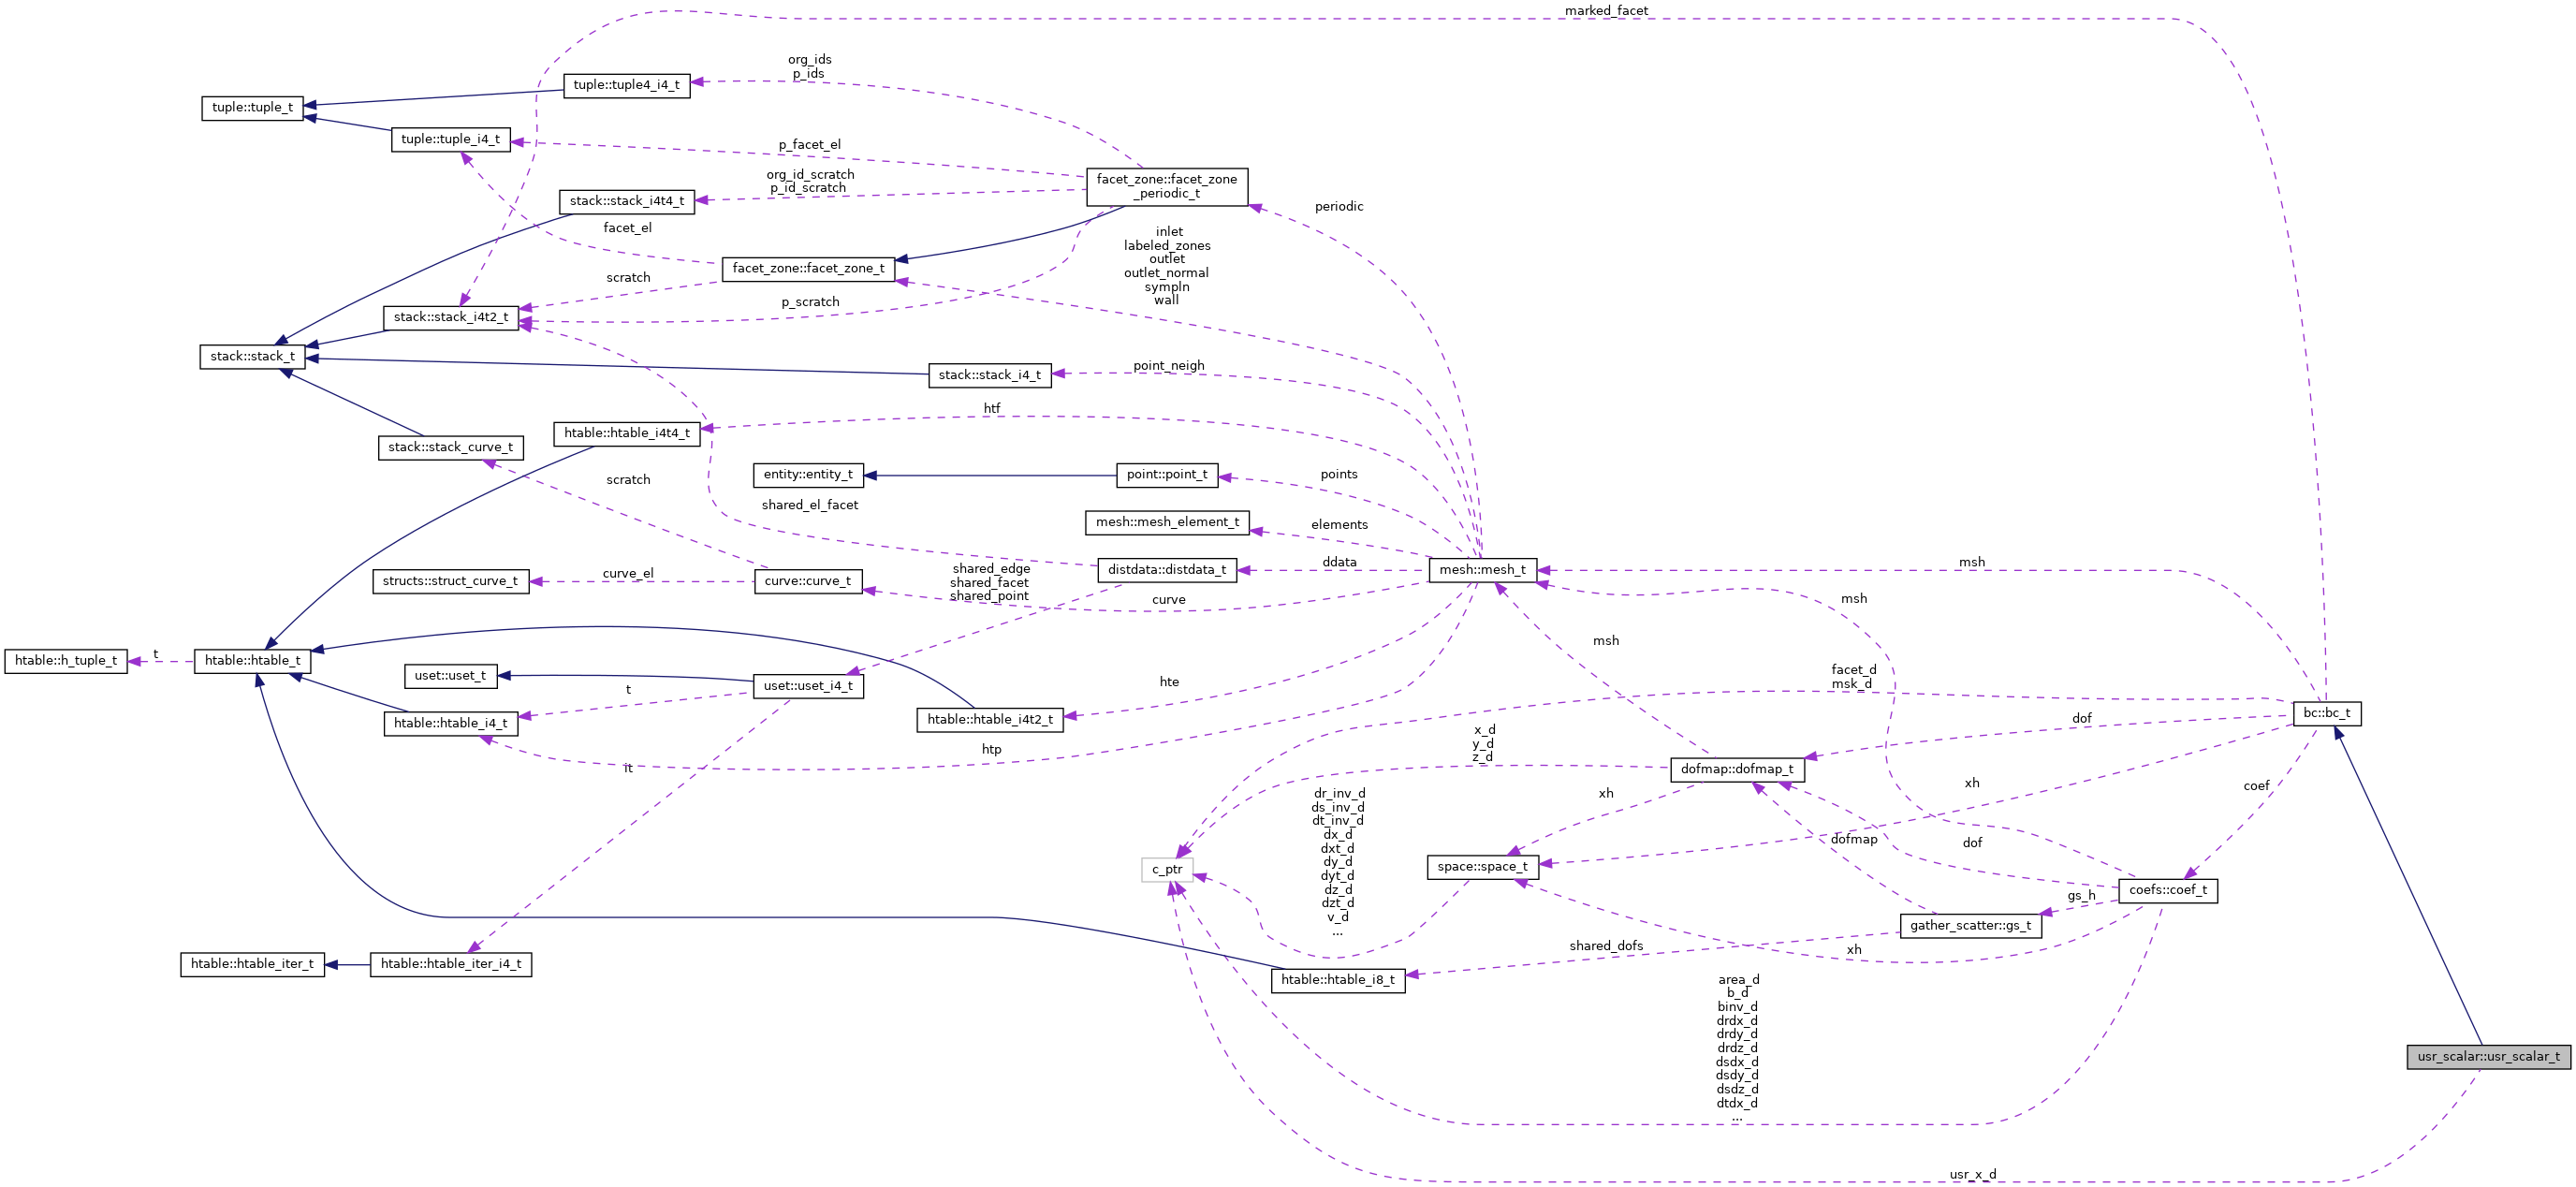 marked_facet
org_ids
p_ids
tuple::tuple4_i4_t
tuple::tuple_t
tuple::tuple_i4_t
p_facet_el
org_id_scratch
p_id_scratch
facet_zone::facet_zone
_periodic_t
stack::stack_i4t4_t
periodic
facet_el
inlet
labeled_zones
outlet
outlet_normal
sympln
wall
facet_zone::facet_zone_t
scratch
p_scratch
stack::stack_i4t2_t
stack::stack_t
point_neigh
stack::stack_i4_t
htf
htable::htable_i4t4_t
stack::stack_curve_t
entity::entity_t
point::point_t
points
scratch
shared_el_facet
mesh::mesh_element_t
elements
ddata
msh
distdata::distdata_t
mesh::mesh_t
shared_edge
shared_facet
shared_point
curve_el
structs::struct_curve_t
curve::curve_t
curve
msh
msh
t
htable::h_tuple_t
htable::htable_t
uset::uset_t
uset::uset_i4_t
t
hte
facet_d
msk_d
htable::htable_i4_t
htable::htable_i4t2_t
bc::bc_t
dof
htp
x_d
y_d
z_d
it
dofmap::dofmap_t
xh
xh
coef
dr_inv_d
ds_inv_d
dt_inv_d
dx_d
dxt_d
dy_d
dyt_d
dz_d
dzt_d
v_d
...
dofmap
dof
c_ptr
space::space_t
coefs::coef_t
gs_h
gather_scatter::gs_t
shared_dofs
xh
htable::htable_iter_t
htable::htable_iter_i4_t
htable::htable_i8_t
area_d
b_d
binv_d
drdx_d
drdy_d
drdz_d
dsdx_d
dsdy_d
dsdz_d
dtdx_d
...
usr_scalar::usr_scalar_t
usr_x_d